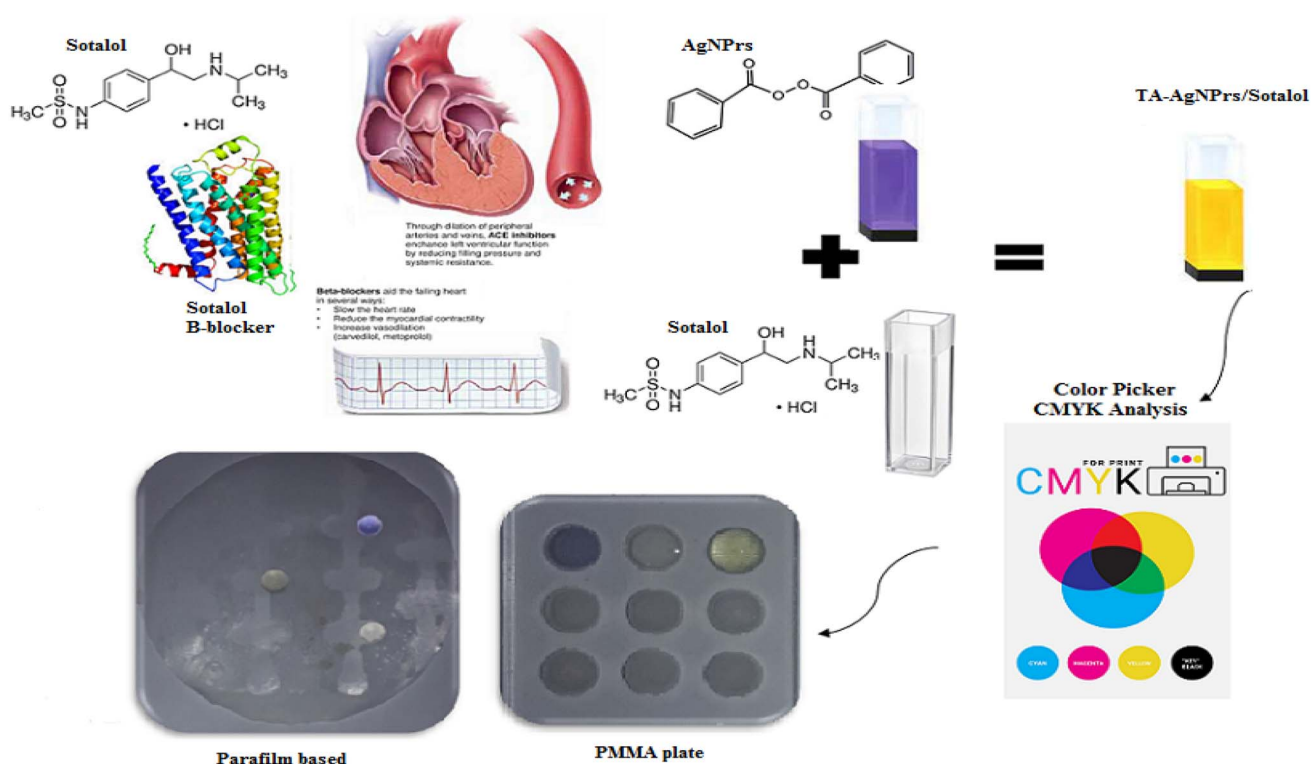 Sotalol
OH
H
N
CH₃
CH₃
H₃C
S
O
O
NH
• HCl
Sotalol
B-blocker
Through dilation of peripheral
arteries and veins, ACE inhibitors
enchance left ventricular function
by reducing filling pressure and
systemic resistance.
Beta-blockers aid the failing heart
in several ways:
• Slow the heart rate
• Reduce the myocardial contractility
• Increase vasodilation
(carvedilol, metoprolol)
AgNPrs
O
O
O
O
Sotalol
OH
H
N
CH₃
CH₃
H₃C
S
O
O
NH
• HCl
TA-AgNPrs/Sotalol
Color Picker
CMYK Analysis
FOR PRINT
CMYK
CYAN
MAGENTA
YELLOW
"KEY"
BLACK
Parafilm based
PMMA plate